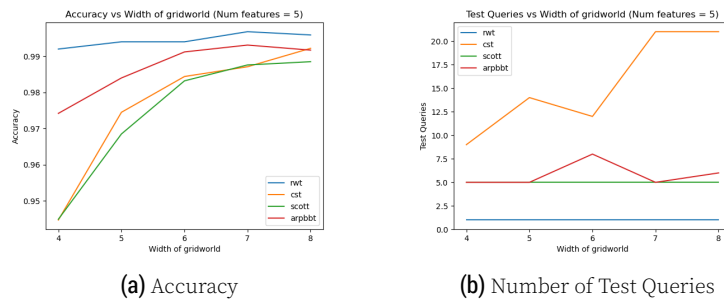 Accuracy vs Width of gridworld (Num features = 5)
0.99
0.98
0.97
0.96
0.95
Accuracy
4 5 6 7 8
Width of gridworld
rwt
cst
scott
arpbbt
(a) Accuracy
Test Queries vs Width of gridworld (Num features = 5)
20.0
17.5
15.0
12.5
10.0
7.5
5.0
2.5
0.0
Test Queries
4 5 6 7 8
Width of gridworld
rwt
cst
scott
arpbbt
(b) Number of Test Queries